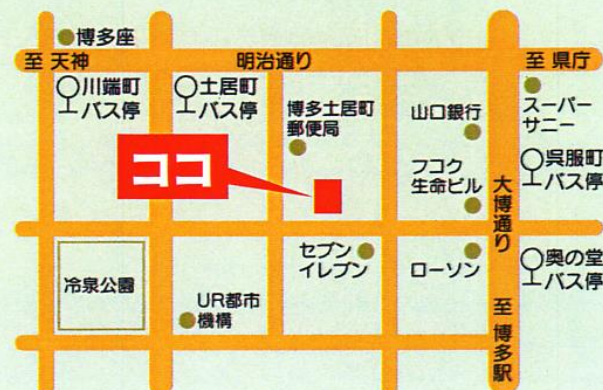 博多座
至 天神
明治通り
至 県庁
川端町
バス停
土居町
バス停
博多土居町
郵便局
山口銀行
スーパー
サニー
ココ
フコク
生命ビル
呉服町
バス停
大博通り
セブン
イレブン
ローソン
奥の堂
バス停
冷泉公園
UR都市
機構
至 博多駅